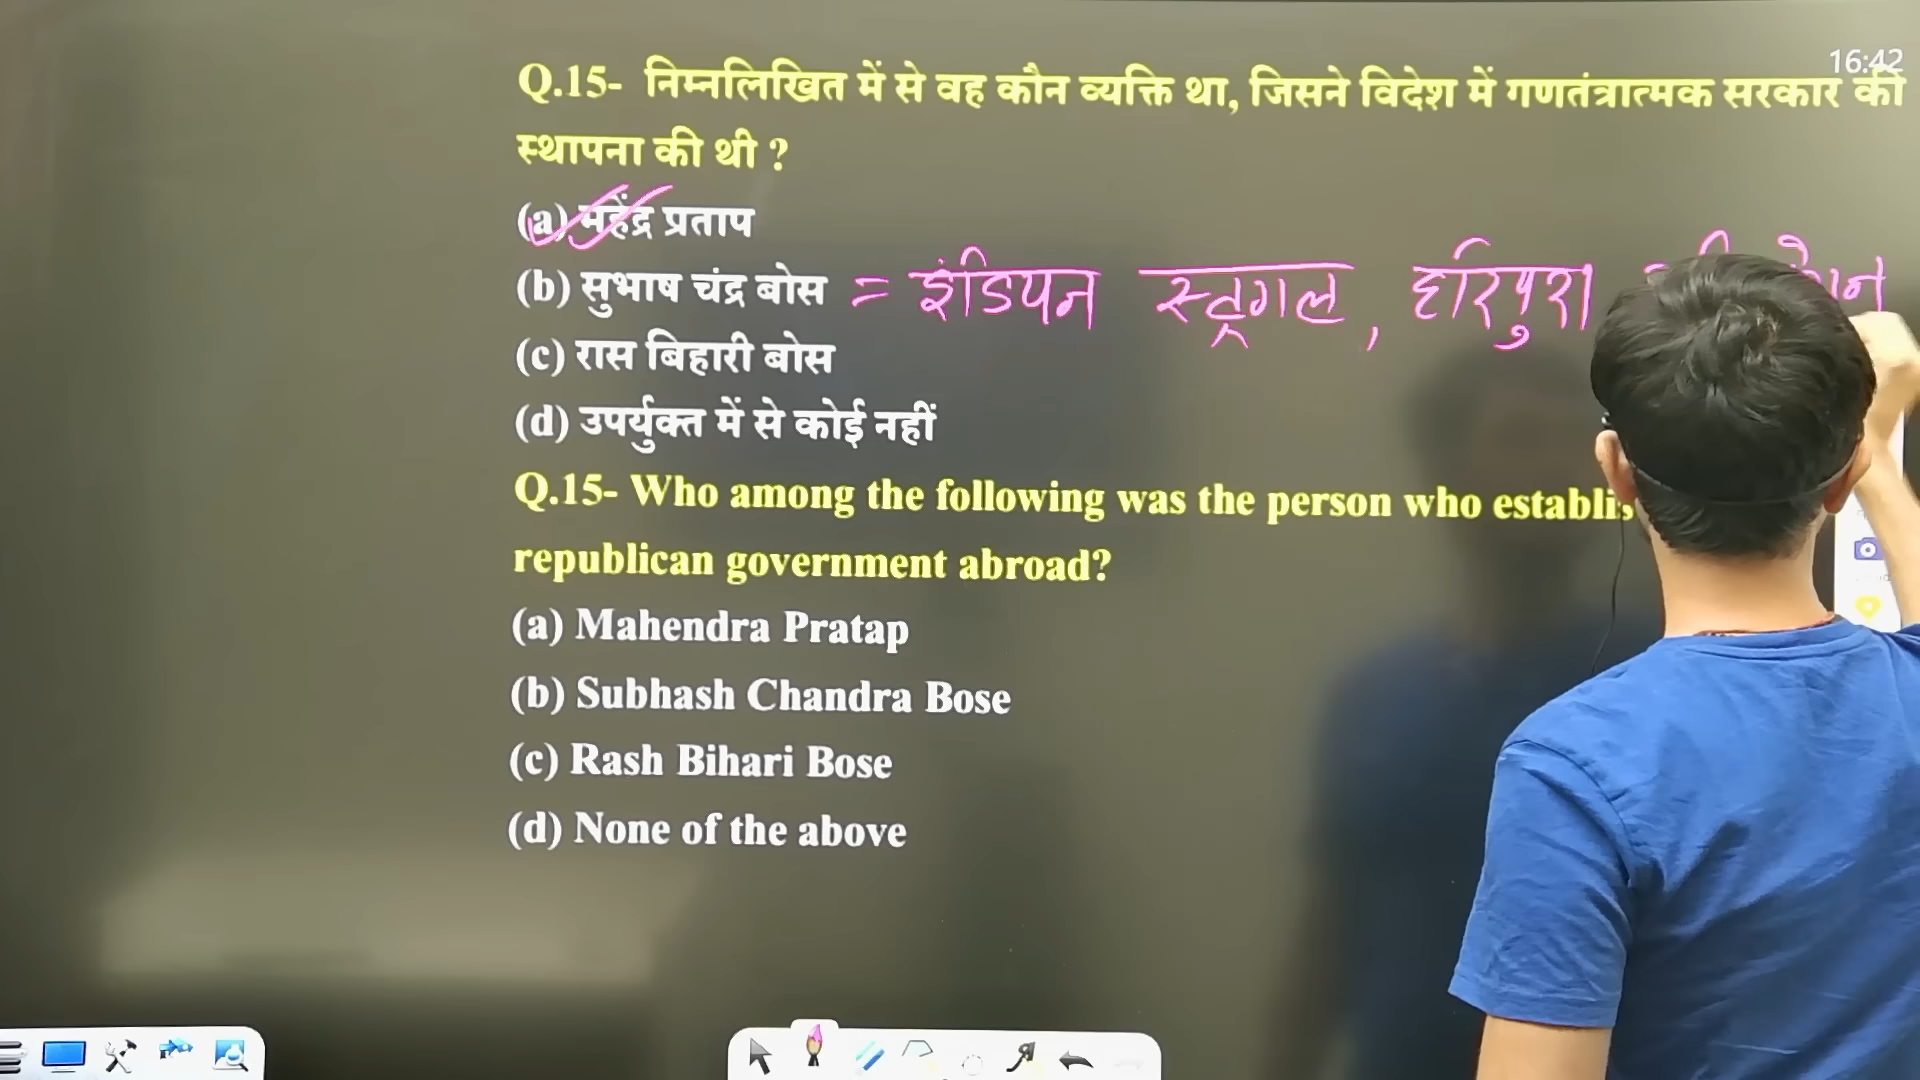 16:42
Q.15- निम्नलिखित में से वह कौन व्यक्ति था, जिसने विदेश में गणतंत्रात्मक सरकार की
स्थापना की थी ?
(a) महेंद्र प्रताप
(b) सुभाष चंद्र बोस = इंडियन स्ट्रगल, हरिपुरा
(c) रास बिहारी बोस
(d) उपर्युक्त में से कोई नहीं
Q.15- Who among the following was the person who
republican government abroad?
(a) Mahendra Pratap
(b) Subhash Chandra Bose
(c) Rash Bihari Bose
(d) None of the above